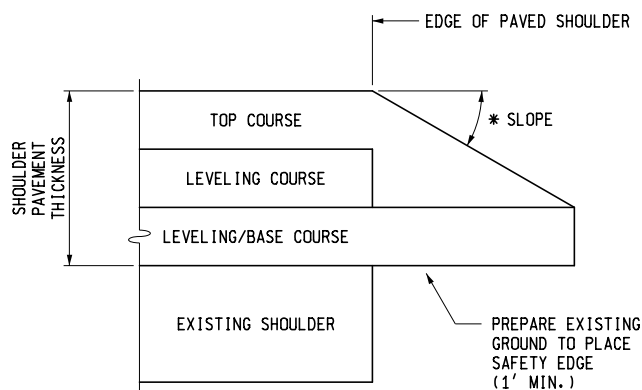 EDGE OF PAVED SHOULDER
TOP COURSE
* SLOPE
SHOULDER
PAVEMENT
THICKNESS
LEVELING COURSE
LEVELING/BASE COURSE
EXISTING SHOULDER
PREPARE EXISTING
GROUND TO PLACE
SAFETY EDGE
(1' MIN.)